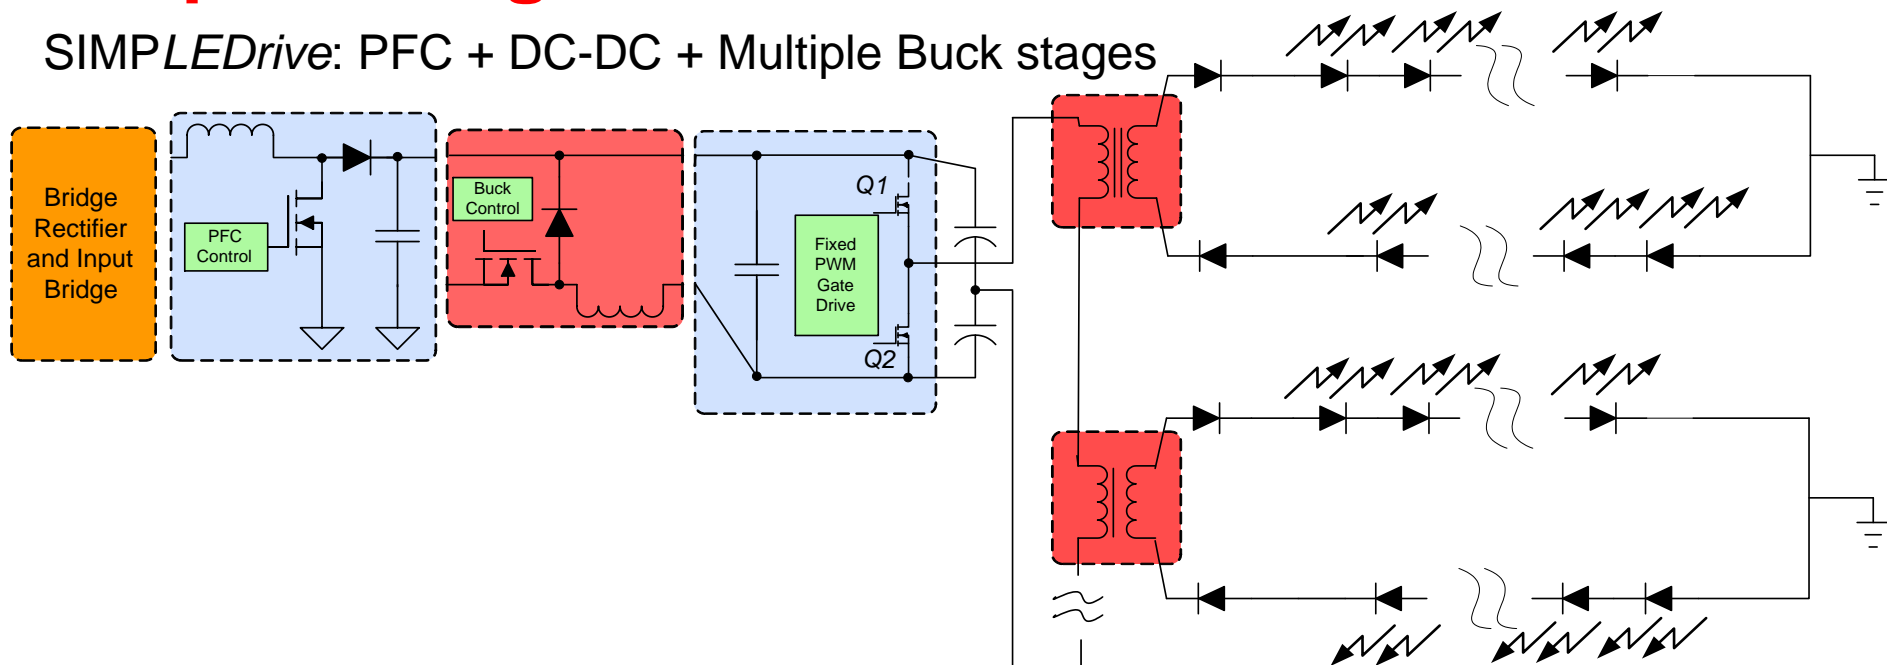 SIMPLEDrive: PFC + DC-DC + Multiple Buck stages
Bridge
Rectifier
and Input
Bridge
PFC
Control
Buck
Control
Fixed
PWM
Gate
Drive
Q1
Q2